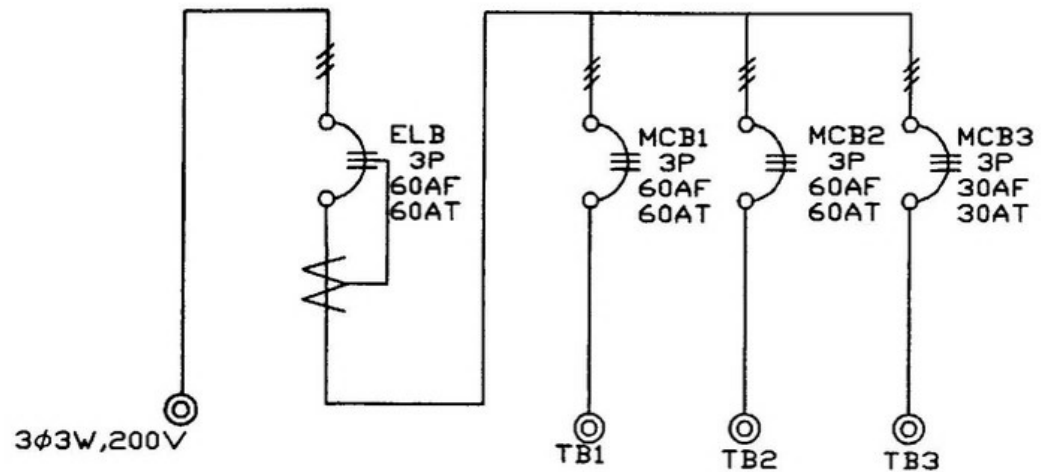 ELB
3P
60AF
60AT
MCB1
3P
60AF
60AT
MCB2
3P
60AF
60AT
MCB3
3P
30AF
30AT
3φ3W,200V
TB1
TB2
TB3